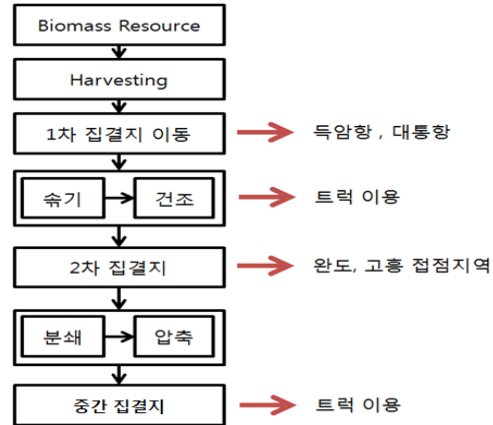 Biomass Resource
Harvesting
1차 집결지 이동
득암항 , 대통항
솎기
건조
트럭 이용
2차 집결지
완도, 고흥 접점지역
분쇄
압축
중간 집결지
트럭 이용